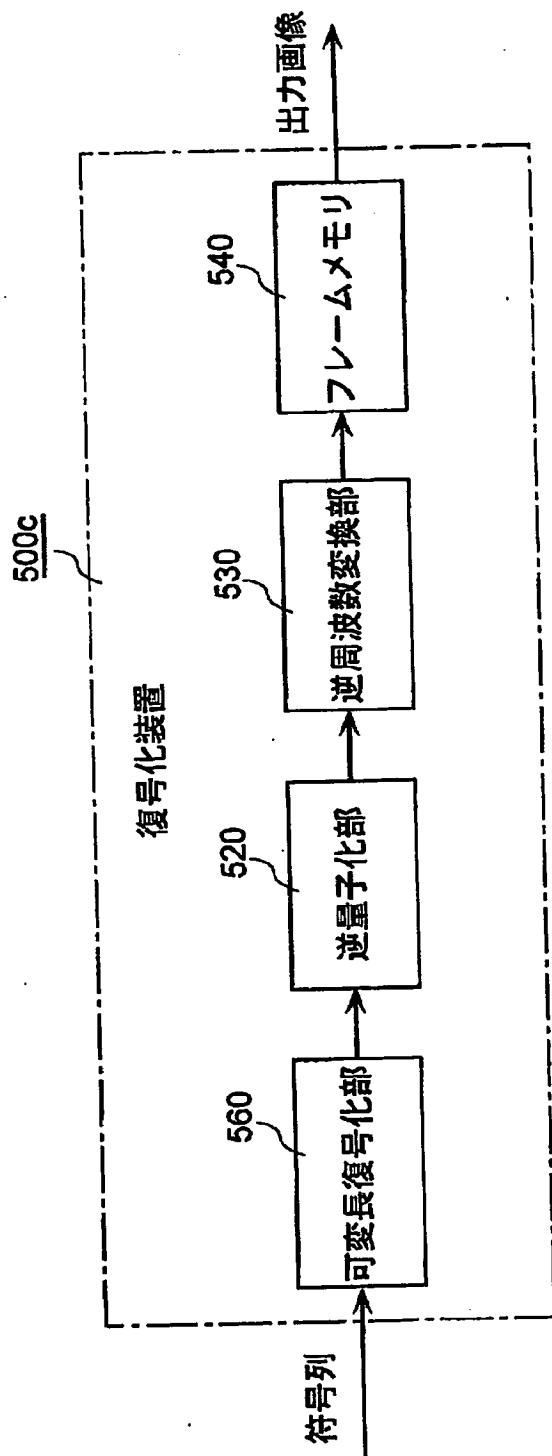 500c
復号化装置
符号列
560
可変長復号化部
520
逆量子化部
530
逆周波数変換部
540
フレームメモリ
出力画像